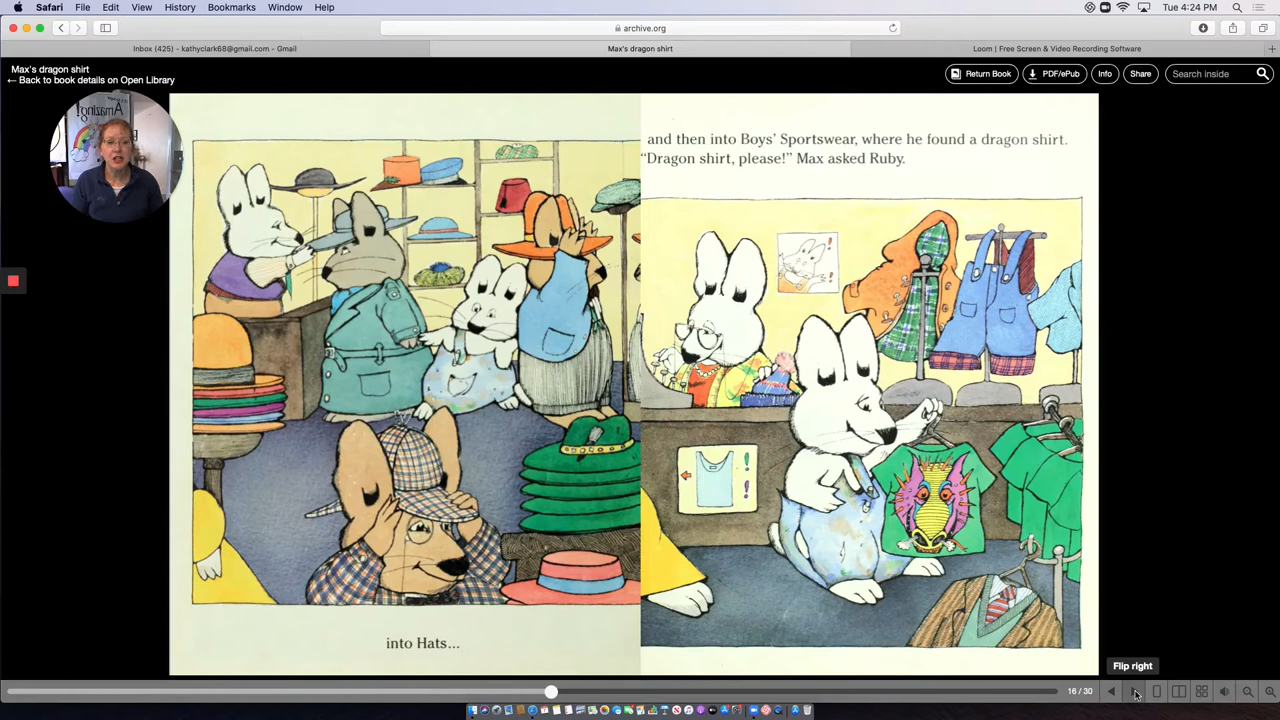 Safari File Edit View History Bookmarks Window Help
Tue 4:24 PM
archive.org
Inbox (425) - kathyclark68@gmail.com - Gmail
Max's dragon shirt
Loom | Free Screen & Video Recording Software
Max's dragon shirt
← Back to book details on Open Library
Return Book
PDF/ePub
Info
Share
Search inside
Amazing!
and then into Boys' Sportswear, where he found a dragon shirt.
"Dragon shirt, please!" Max asked Ruby.
into Hats...
Flip right
16 / 30